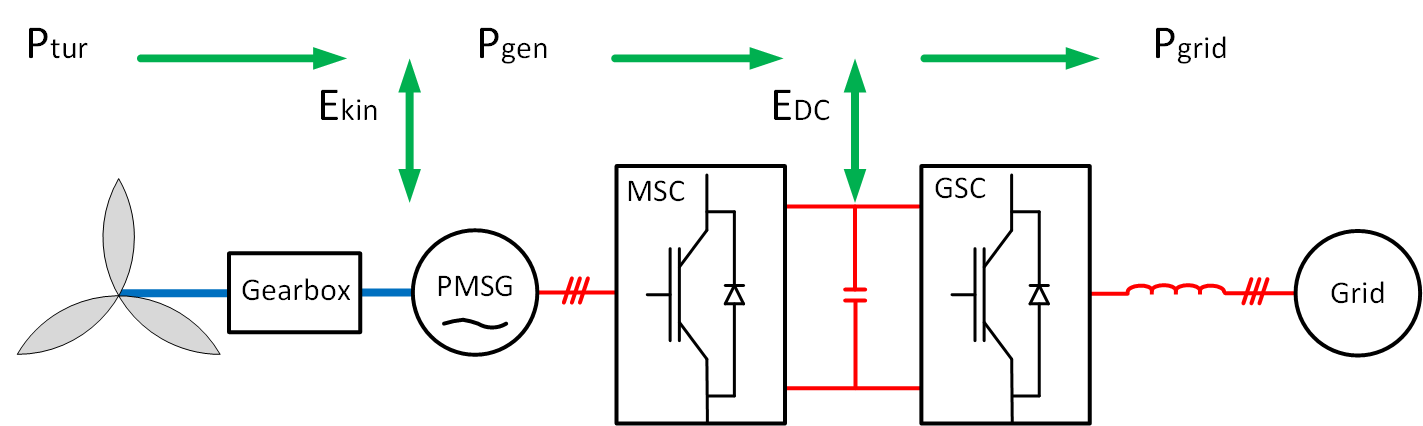 Ptur
Pgen
Pgrid
Ekin
EDC
MSC
GSC
Gearbox
PMSG
Grid